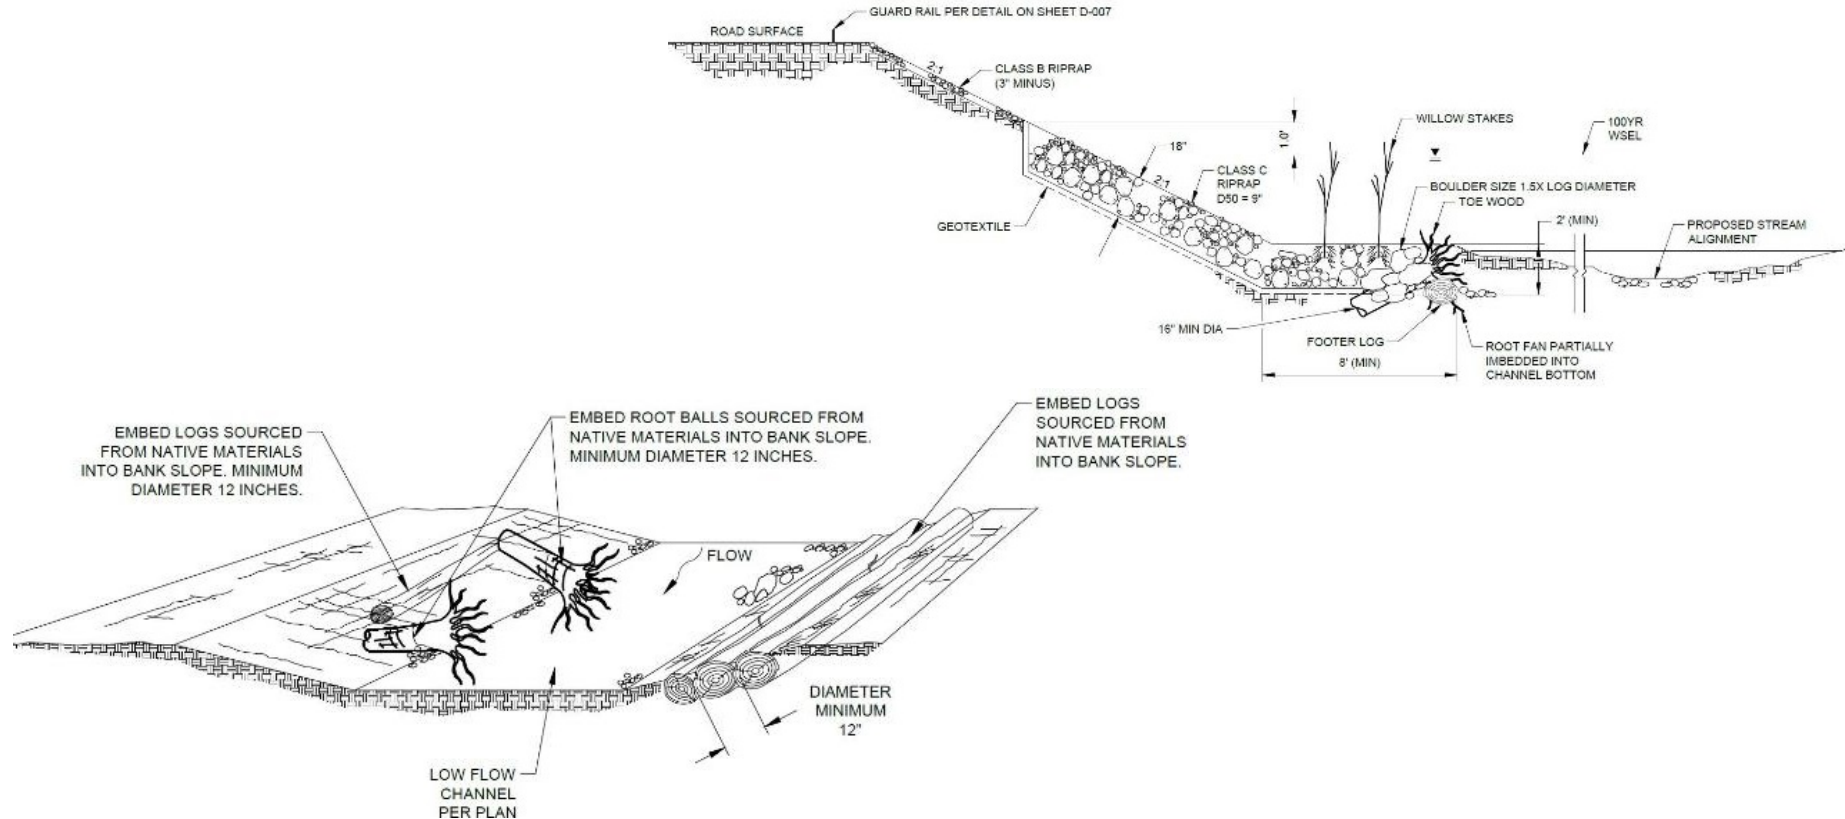 GUARD RAIL PER DETAIL ON SHEET D-007
ROAD SURFACE
2:1
CLASS B RIPRAP
(3" MINUS)
1.0'
WILLOW STAKES
100YR
WSEL
18"
2:1
CLASS C
RIPRAP
D50 = 9"
BOULDER SIZE 1.5X LOG DIAMETER
TOE WOOD
2' (MIN)
GEOTEXTILE
PROPOSED STREAM
ALIGNMENT
16" MIN DIA
FOOTER LOG
8' (MIN)
ROOT FAN PARTIALLY
IMBEDDED INTO
CHANNEL BOTTOM
EMBED LOGS SOURCED
FROM NATIVE MATERIALS
INTO BANK SLOPE. MINIMUM
DIAMETER 12 INCHES.
EMBED ROOT BALLS SOURCED FROM
NATIVE MATERIALS INTO BANK SLOPE.
MINIMUM DIAMETER 12 INCHES.
EMBED LOGS
SOURCED FROM
NATIVE MATERIALS
INTO BANK SLOPE.
FLOW
DIAMETER
MINIMUM
12"
LOW FLOW
CHANNEL
PER PLAN